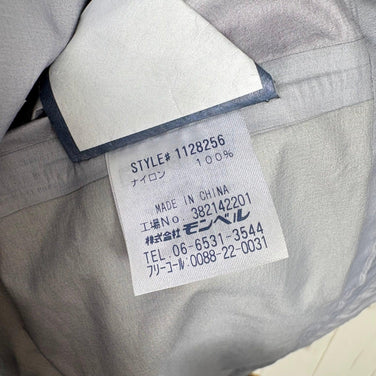 STYLE# 1128256
ナイロン 100%
MADE IN CHINA
工場No. 382142201
株式会社モンベル
TEL. 06-6531-3544
フリーコール: 0088-22-0031